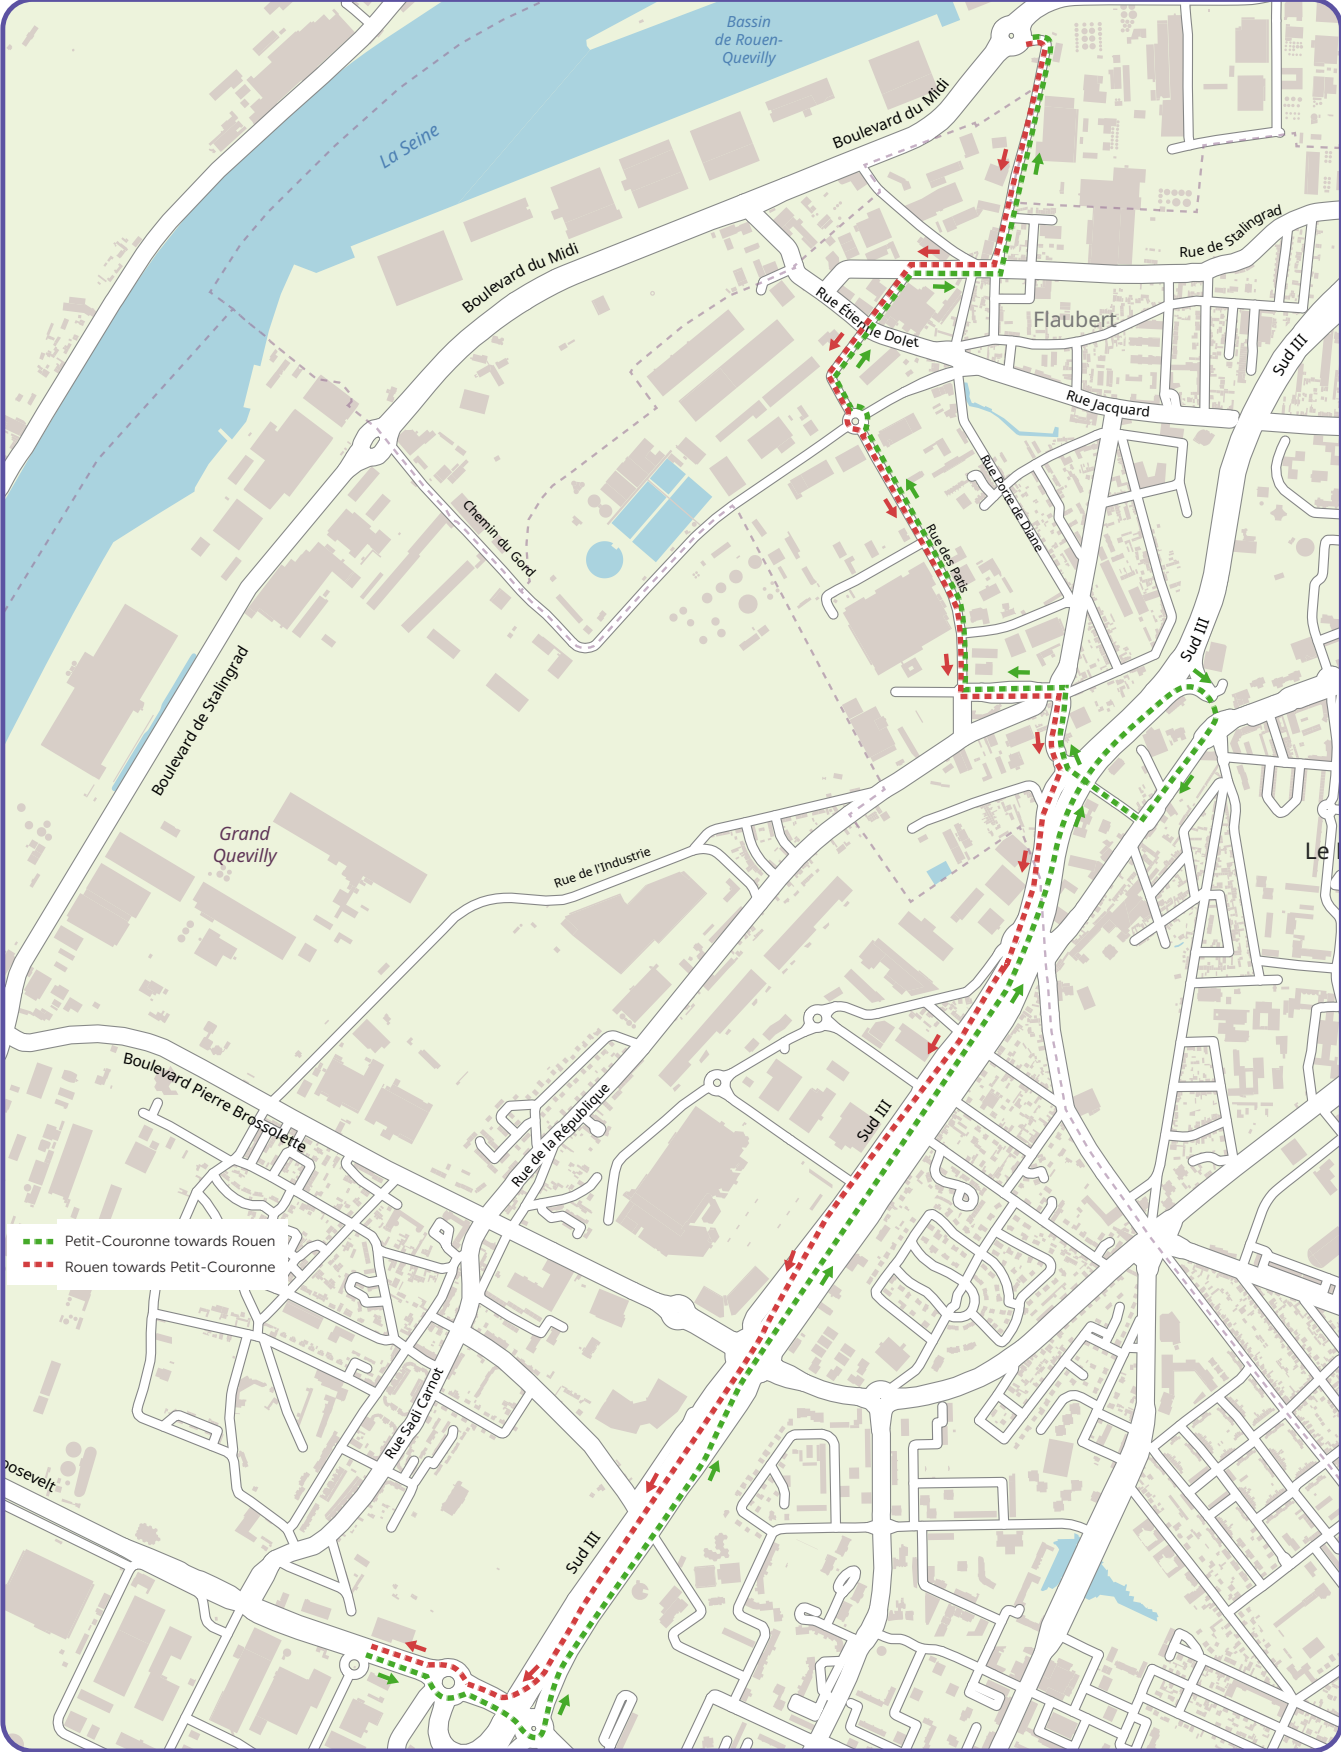 Bassin
de Rouen-
Quevilly
La Seine
Boulevard du Midi
Boulevard du Midi
Rue de Stalingrad
Rue Étienne Dolet
Flaubert
Sud III
Rue Jacquard
Rue Porte de Diane
Chemin du Gord
Rue des Patis
Sud III
Boulevard de Stalingrad
Grand
Quevilly
Le
Rue de l'Industrie
Boulevard Pierre Brossolette
Rue de la République
Sud III
Petit-Couronne towards Rouen
Rouen towards Petit-Couronne
Rue Sadi Carnot
oosevelt
Sud III